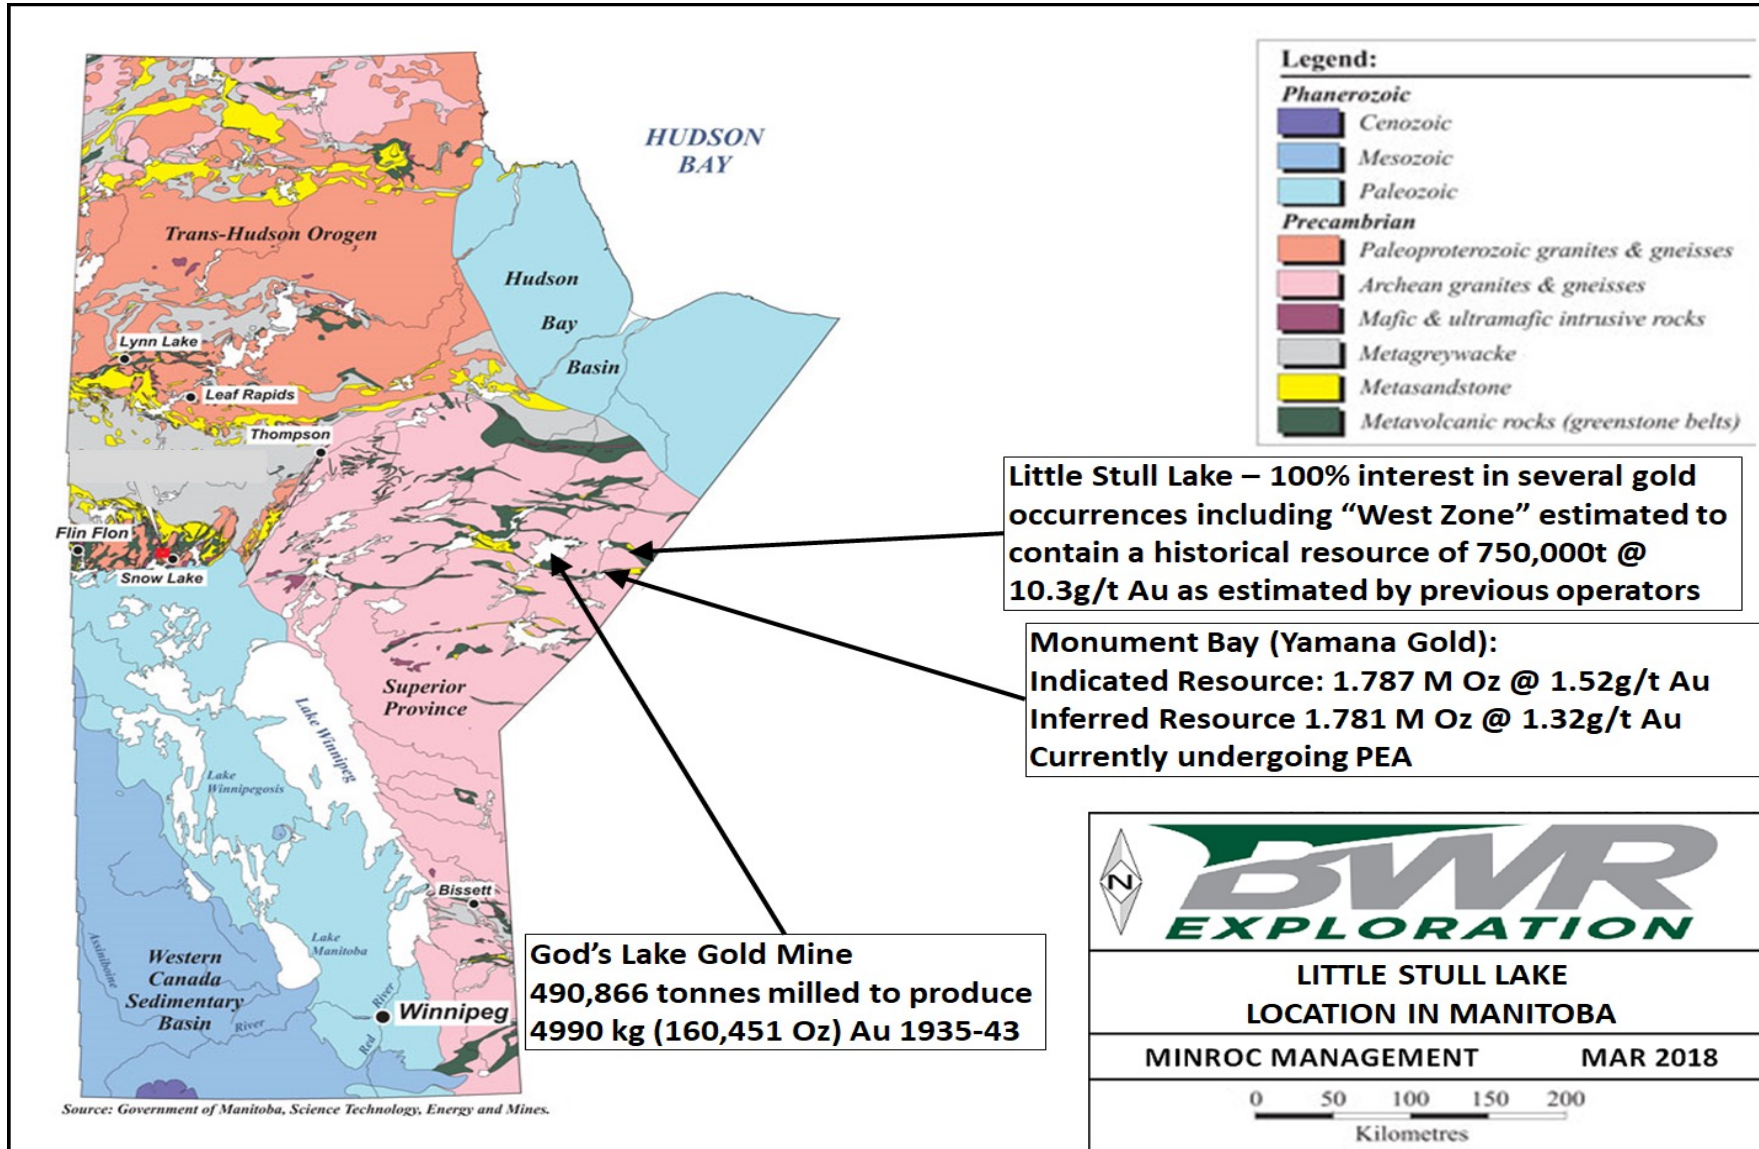 HUDSON
BAY
Trans-Hudson Orogen
Hudson
Bay
Basin
Lynn Lake
Leaf Rapids
Thompson
Flin Flon
Snow Lake
Superior
Province
Lake Winnipeg
Lake
Winnipegosis
Bissett
Lake
Manitoba
Assiniboine
River
Western
Canada
Sedimentary
Basin
Red
River
Winnipeg
Source: Government of Manitoba, Science Technology, Energy and Mines.
Legend:
Phanerozoic
Cenozoic
Mesozoic
Paleozoic
Precambrian
Paleoproterozoic granites & gneisses
Archean granites & gneisses
Mafic & ultramafic intrusive rocks
Metagreywacke
Metasandstone
Metavolcanic rocks (greenstone belts)
Little Stull Lake – 100% interest in several gold
occurrences including “West Zone” estimated to
contain a historical resource of 750,000t @
10.3g/t Au as estimated by previous operators
Monument Bay (Yamana Gold):
Indicated Resource: 1.787 M Oz @ 1.52g/t Au
Inferred Resource 1.781 M Oz @ 1.32g/t Au
Currently undergoing PEA
God’s Lake Gold Mine
490,866 tonnes milled to produce
4990 kg (160,451 Oz) Au 1935-43
N
BWR
EXPLORATION
LITTLE STULL LAKE
LOCATION IN MANITOBA
MINROC MANAGEMENT MAR 2018
0 50 100 150 200
Kilometres